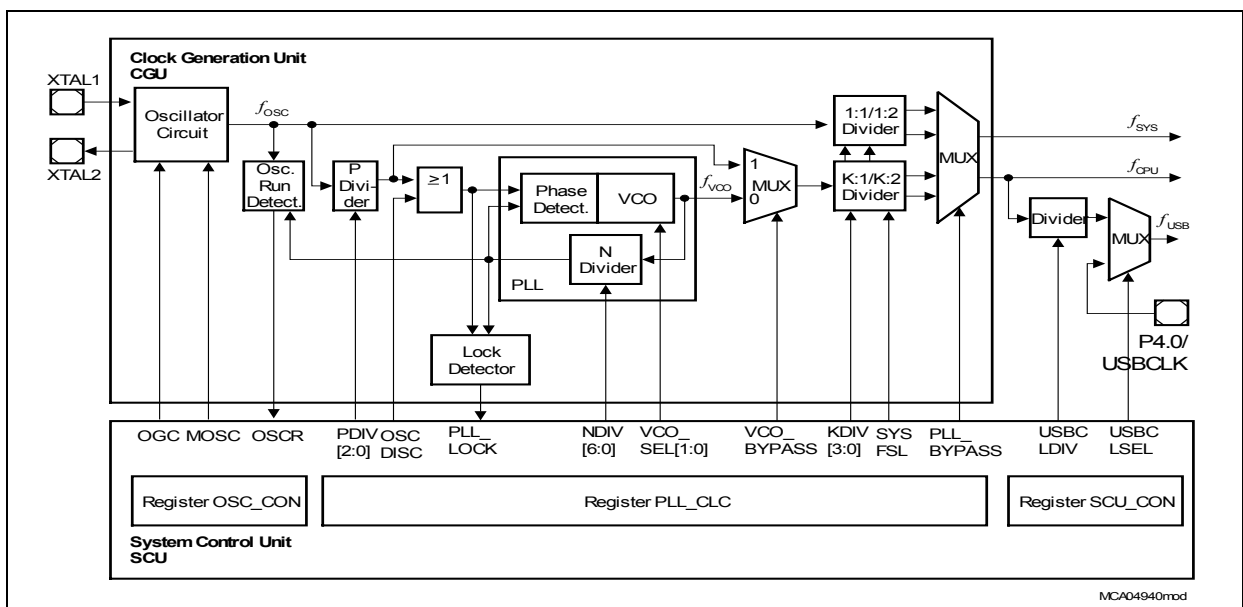 Clock Generation Unit
CGU
XTAL1
XTAL2
Oscillator
Circuit
fOSC
Osc.
Run
Detect.
P
Divi-
der
≥1
Phase
Detect.
VCO
fVCO
N
Divider
PLL
Lock
Detector
1
MUX
0
1:1/1:2
Divider
K:1/K:2
Divider
MUX
fSYS
fCPU
Divider
MUX
fUSB
P4.0/
USBCLK
OGC MOSC OSCR PDIV OSC PLL_ NDIV VCO_ VCO_ KDIV SYS PLL_ USBC USBC
[2:0] DISC LOCK [6:0] SEL[1:0] BYPASS [3:0] FSL BYPASS LDIV LSEL
Register OSC_CON
Register PLL_CLC
Register SCU_CON
System Control Unit
SCU
MCA04940mod